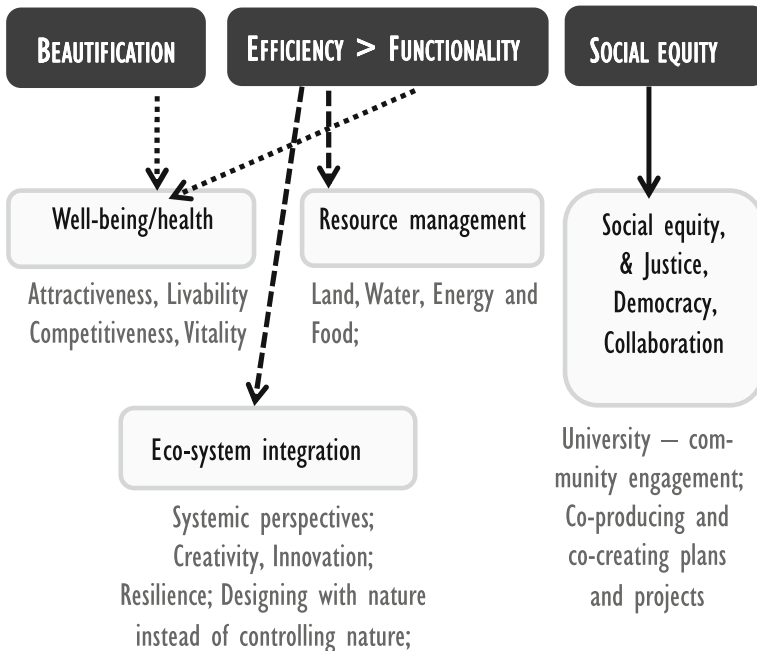 BEAUTIFICATION
EFFICIENCY > FUNCTIONALITY
SOCIAL EQUITY
Well-being/health
Attractiveness, Livability
Competitiveness, Vitality
Resource management
Land, Water, Energy and
Food;
Social equity,
& Justice,
Democracy,
Collaboration
University – com-
munity engagement;
Co-producing and
co-creating plans
and projects
Eco-system integration
Systemic perspectives;
Creativity, Innovation;
Resilience; Designing with nature
instead of controlling nature;